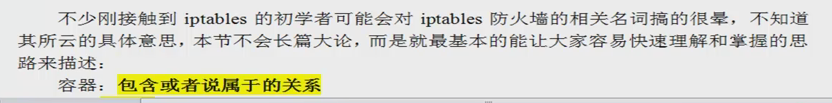 不少刚接触到 iptables 的初学者可能会对 iptables 防火墙的相关名词搞的很晕，不知道
其所云的具体意思，本节不会长篇大论，而是就最基本的能让大家容易快速理解和掌握的思
路来描述：
容器：包含或者说属于的关系